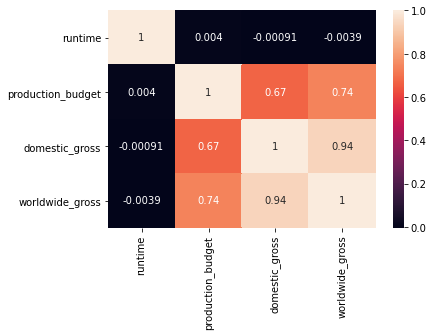 runtime 1 0.004 -0.00091 -0.0039
production_budget 0.004 1 0.67 0.74
domestic_gross -0.00091 0.67 1 0.94
worldwide_gross -0.0039 0.74 0.94 1
runtime production_budget domestic_gross worldwide_gross
1.0
0.8
0.6
0.4
0.2
0.0